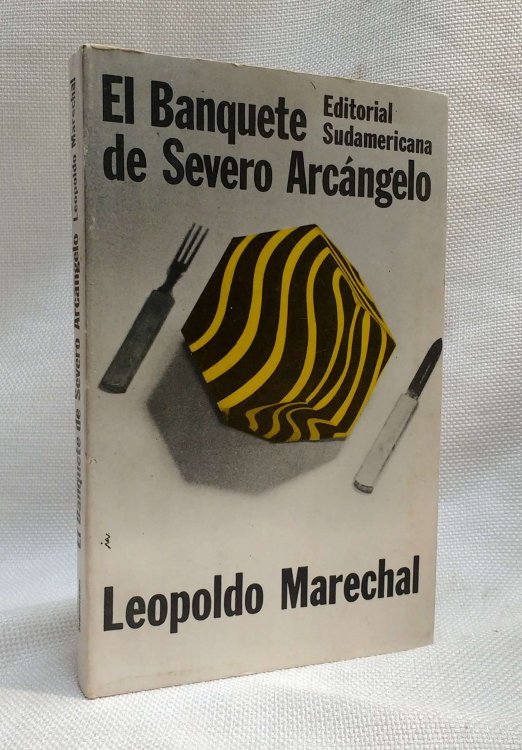 El Banquete
de Severo Arcángelo
Editorial
Sudamericana
Leopoldo Marechal
El Banquete de Severo Arcángelo Leopoldo Marechal